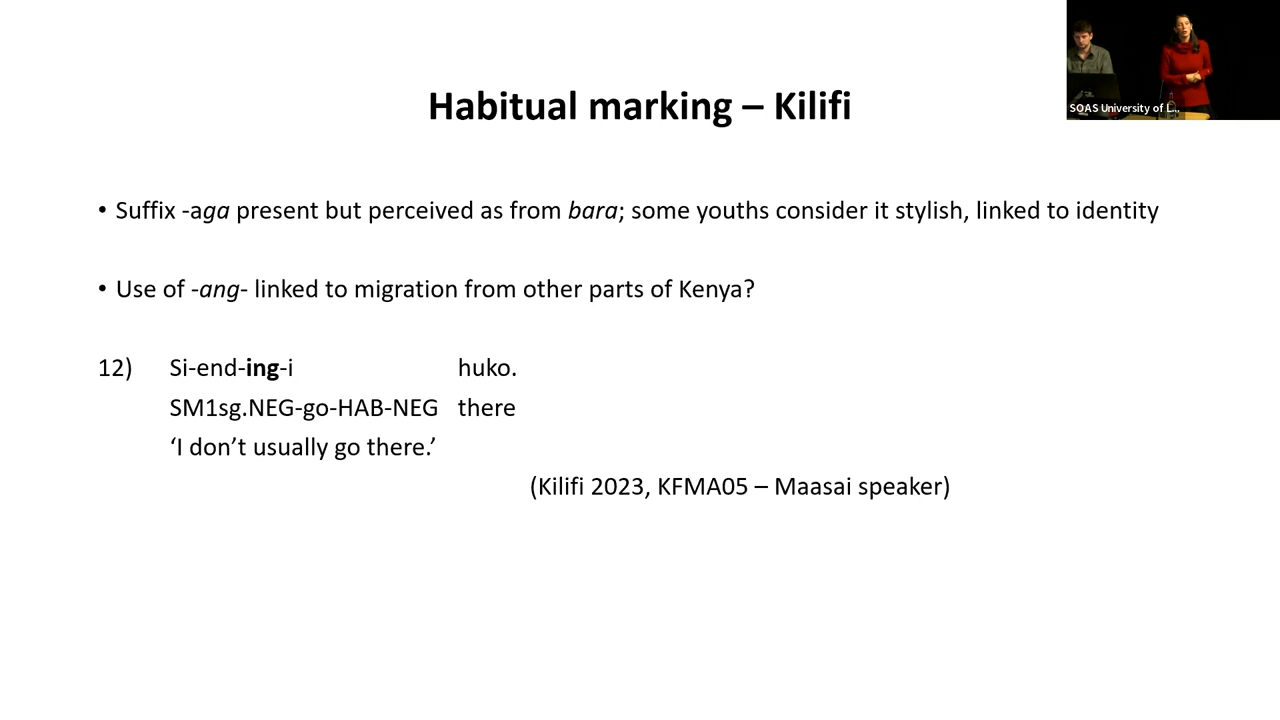 Habitual marking – Kilifi
SOAS University of L...
• Suffix -aga present but perceived as from bara; some youths consider it stylish, linked to identity
• Use of -ang- linked to migration from other parts of Kenya?
12) Si-end-ing-i huko.
SM1sg.NEG-go-HAB-NEG there
‘I don’t usually go there.’
(Kilifi 2023, KFMA05 – Maasai speaker)